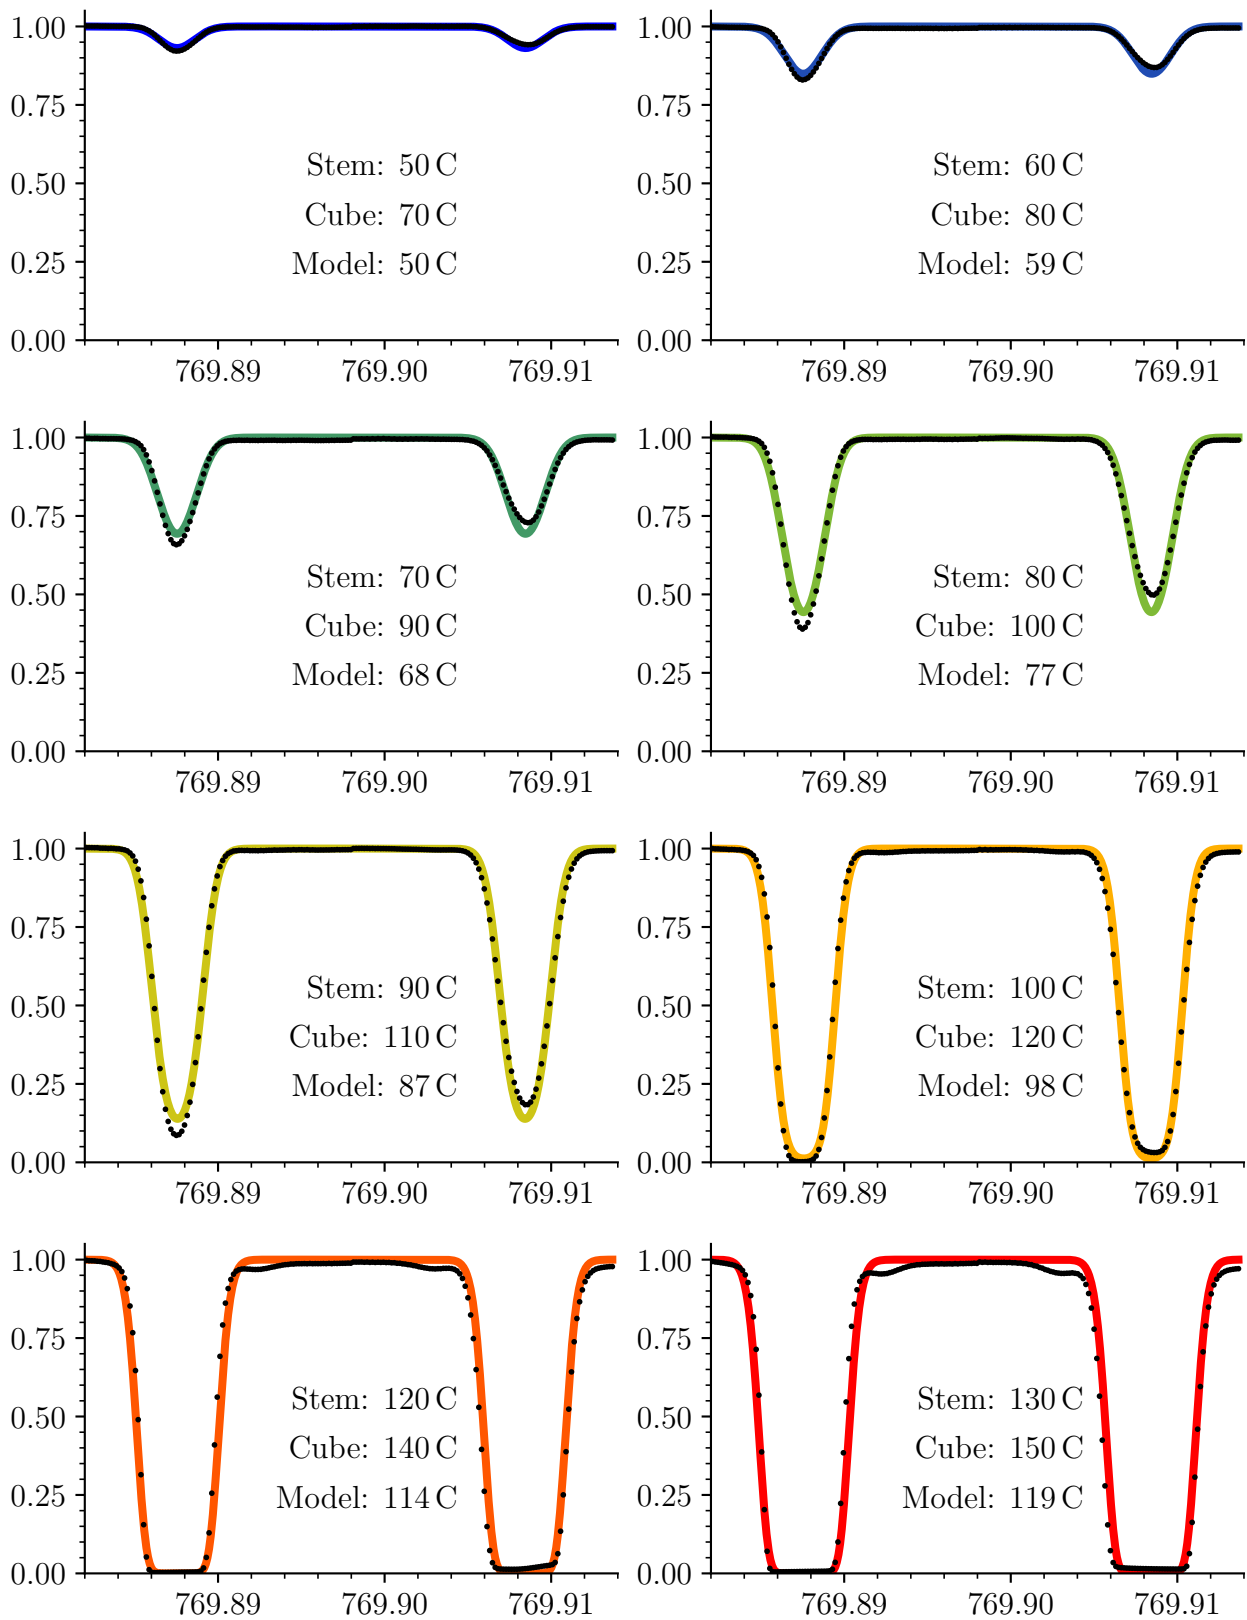 1.00
0.75
0.50
0.25
0.00
Stem: 50 C
Cube: 70 C
Model: 50 C
769.89 769.90 769.91
1.00
0.75
0.50
0.25
0.00
Stem: 60 C
Cube: 80 C
Model: 59 C
769.89 769.90 769.91
1.00
0.75
0.50
0.25
0.00
Stem: 70 C
Cube: 90 C
Model: 68 C
769.89 769.90 769.91
1.00
0.75
0.50
0.25
0.00
Stem: 80 C
Cube: 100 C
Model: 77 C
769.89 769.90 769.91
1.00
0.75
0.50
0.25
0.00
Stem: 90 C
Cube: 110 C
Model: 87 C
769.89 769.90 769.91
1.00
0.75
0.50
0.25
0.00
Stem: 100 C
Cube: 120 C
Model: 98 C
769.89 769.90 769.91
1.00
0.75
0.50
0.25
0.00
Stem: 120 C
Cube: 140 C
Model: 114 C
769.89 769.90 769.91
1.00
0.75
0.50
0.25
0.00
Stem: 130 C
Cube: 150 C
Model: 119 C
769.89 769.90 769.91